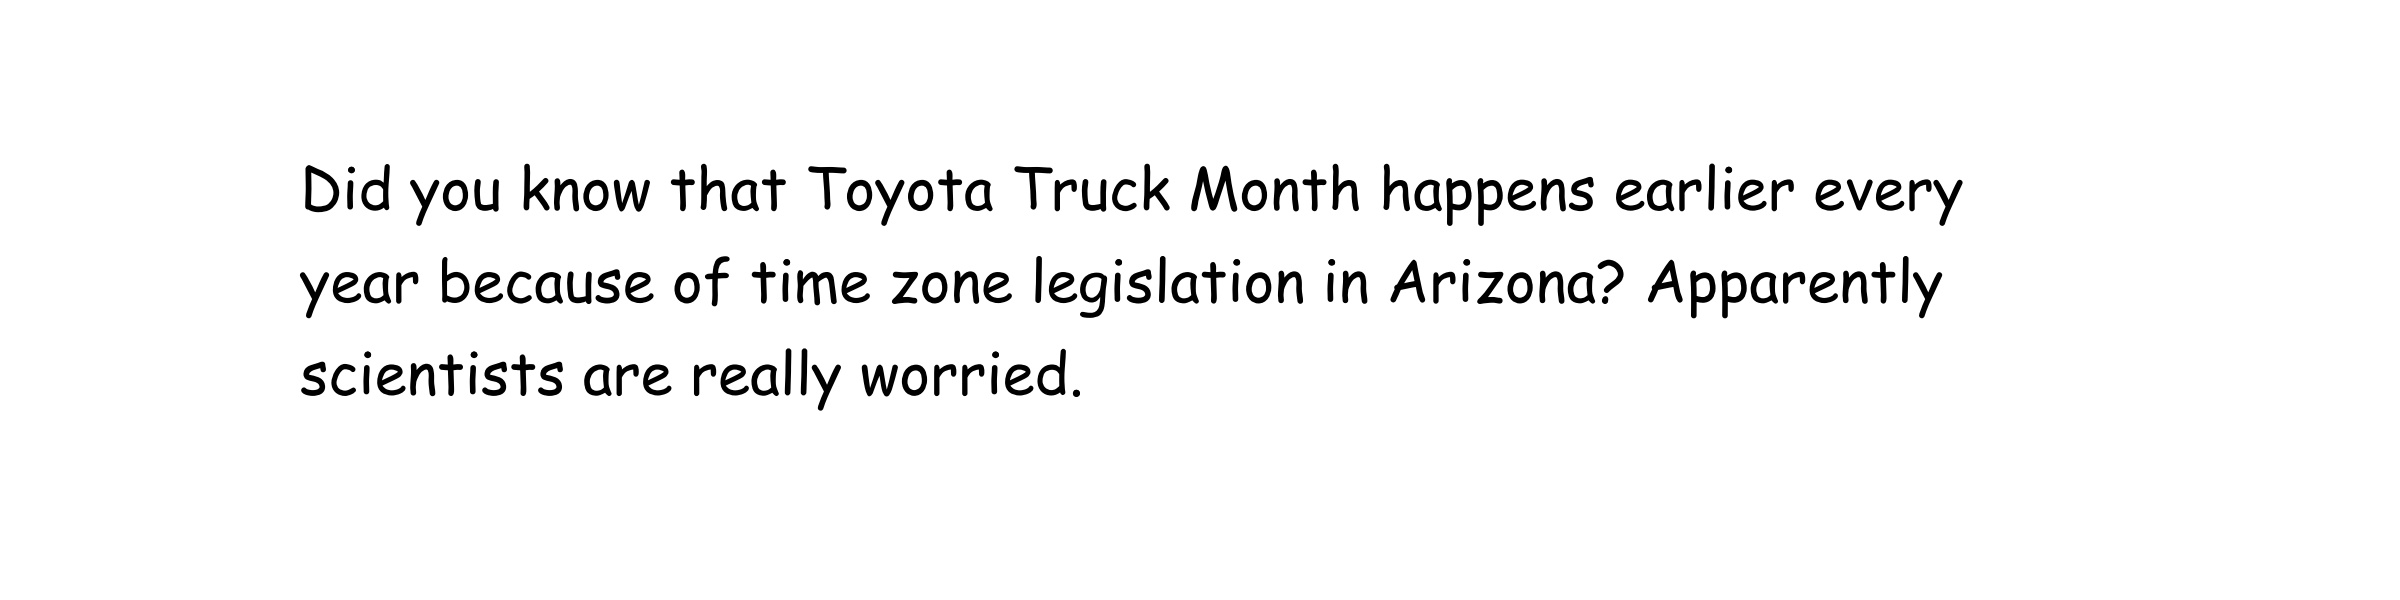 Did you know that Toyota Truck Month happens earlier every
year because of time zone legislation in Arizona? Apparently
scientists are really worried.